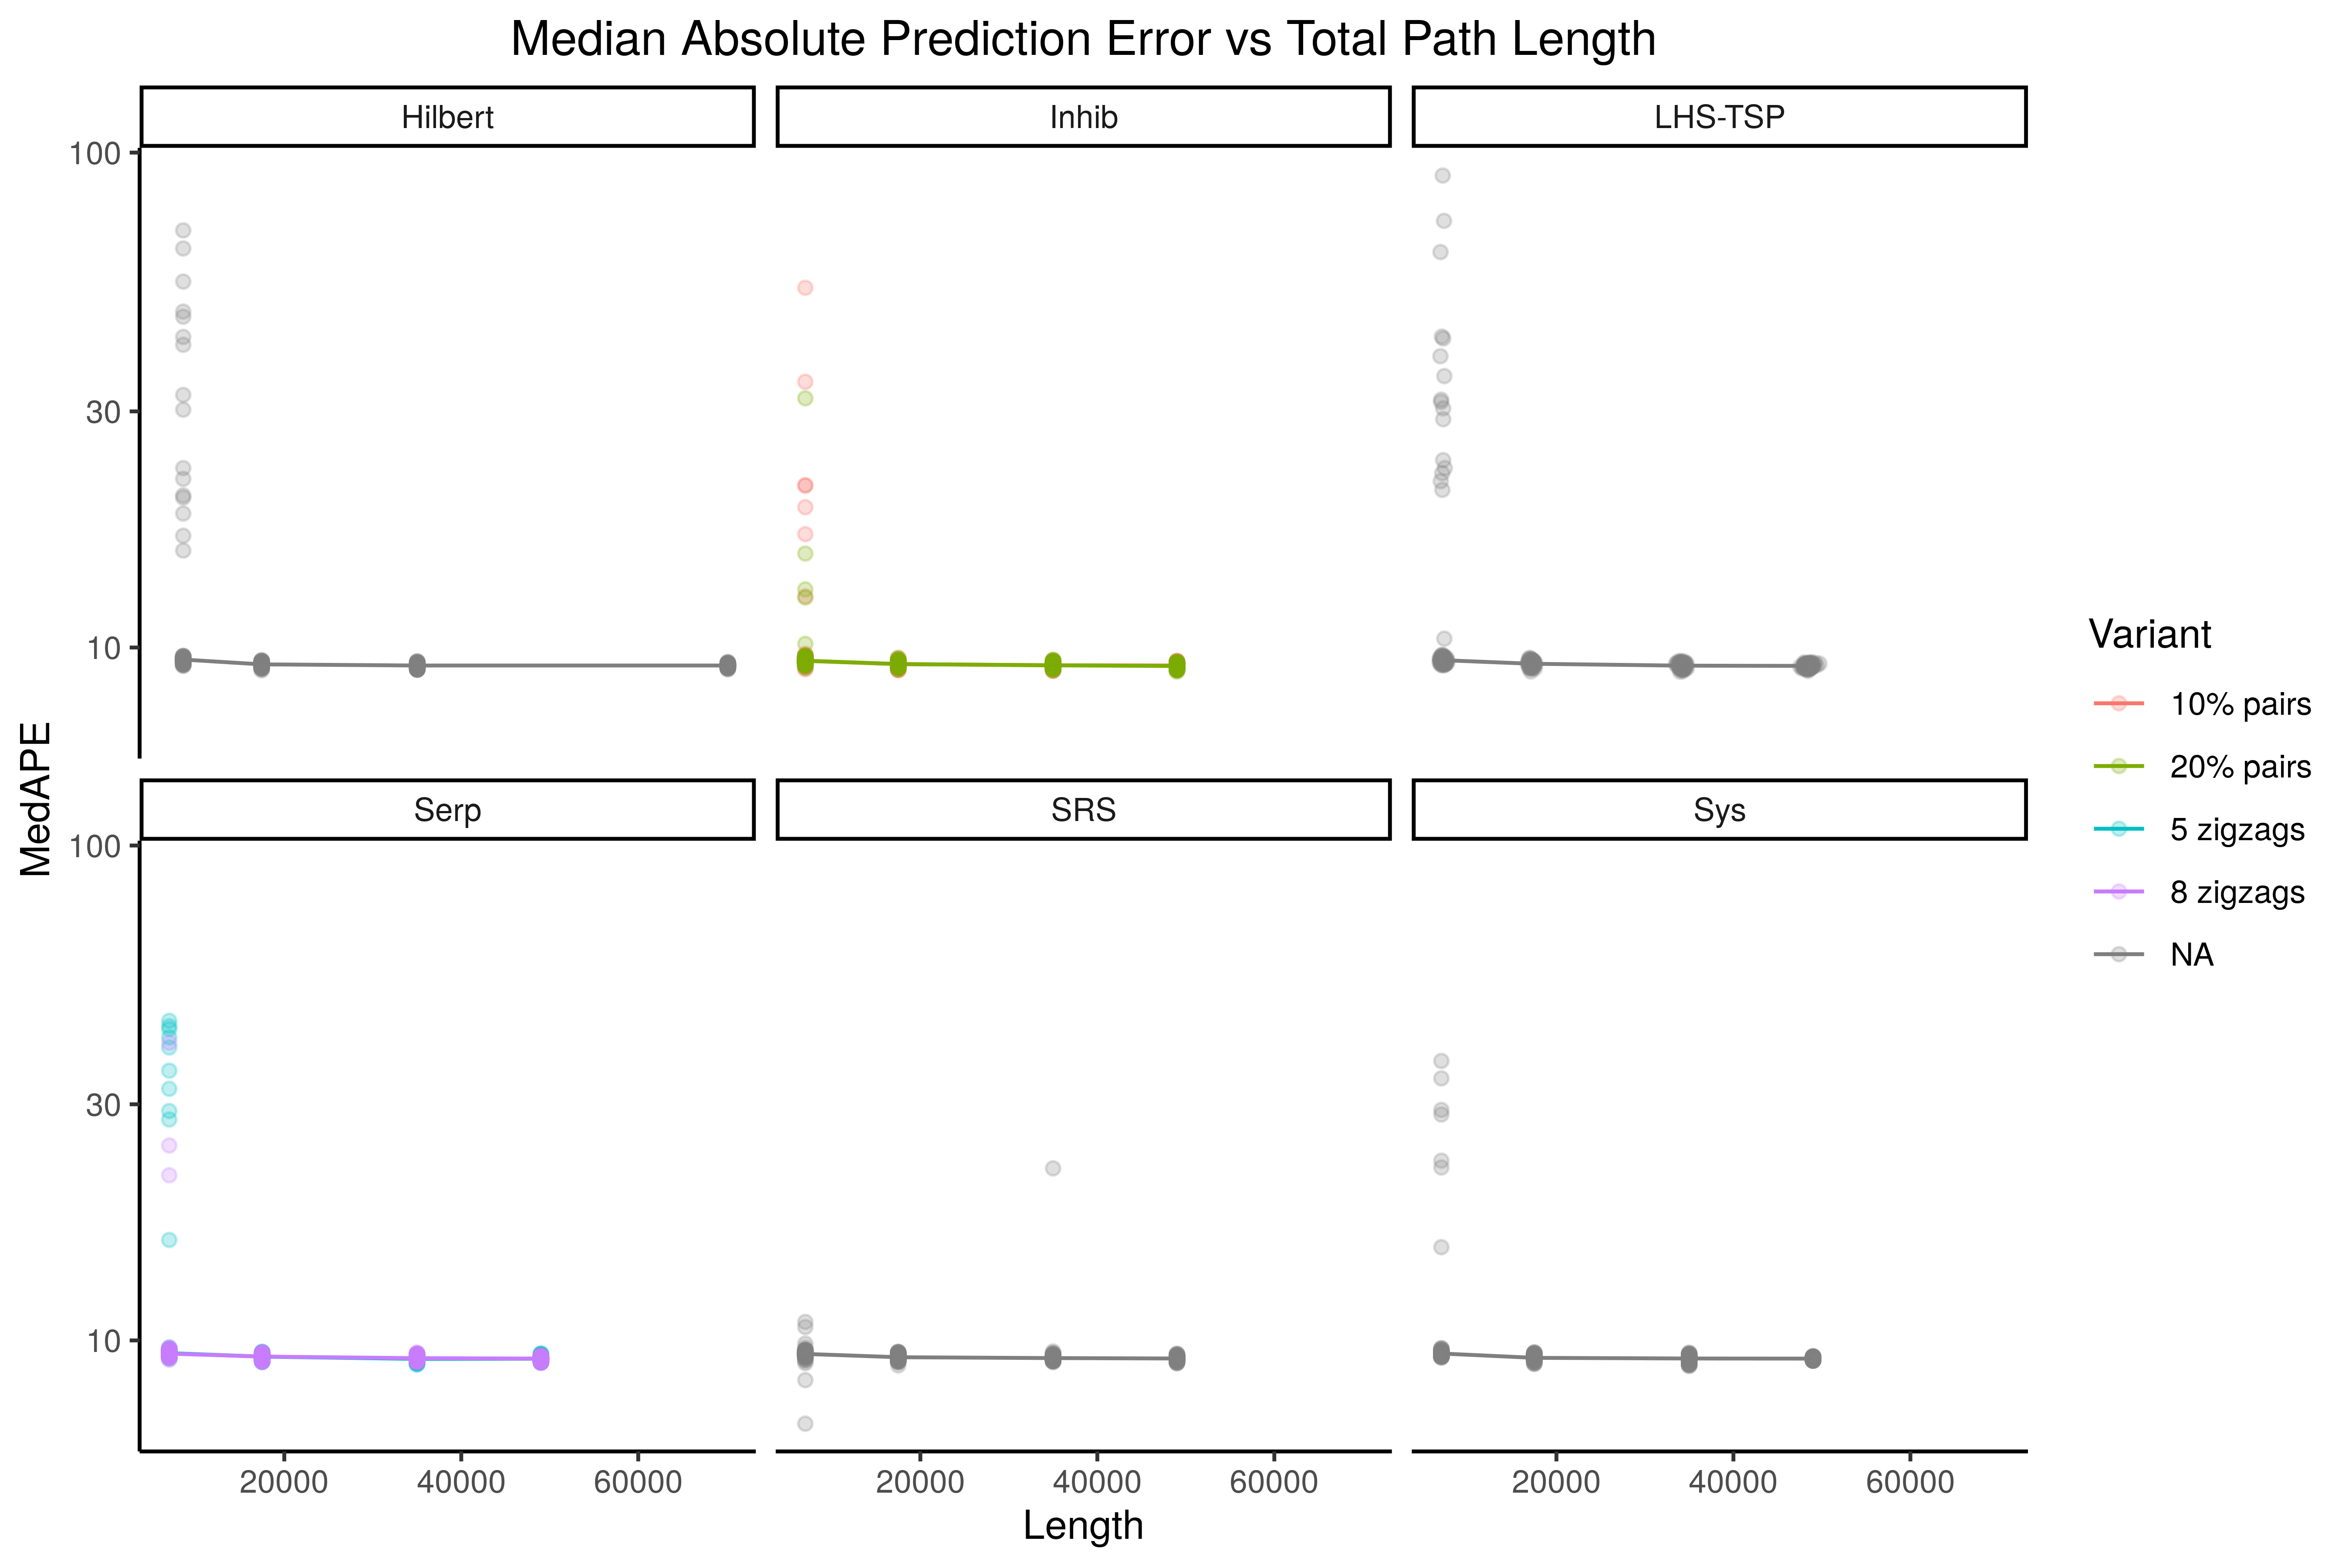 Median Absolute Prediction Error vs Total Path Length
Hilbert
Inhib
LHS-TSP
100
30
10
Serp
SRS
Sys
100
30
10
20000
40000
60000
20000
40000
60000
20000
40000
60000
Length
MedAPE
Variant
10% pairs
20% pairs
5 zigzags
8 zigzags
NA